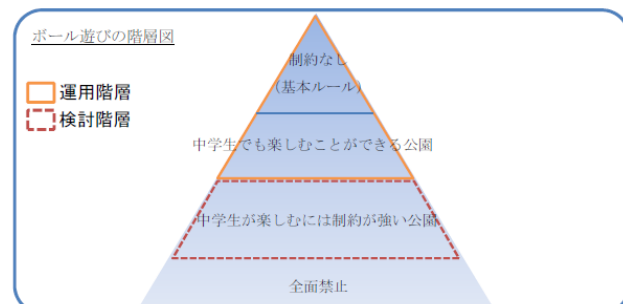 ボール遊びの階層図
運用階層
検討階層
制約なし
(基本ルール)
中学生でも楽しむことができる公園
中学生が楽しむには制約が強い公園
全面禁止